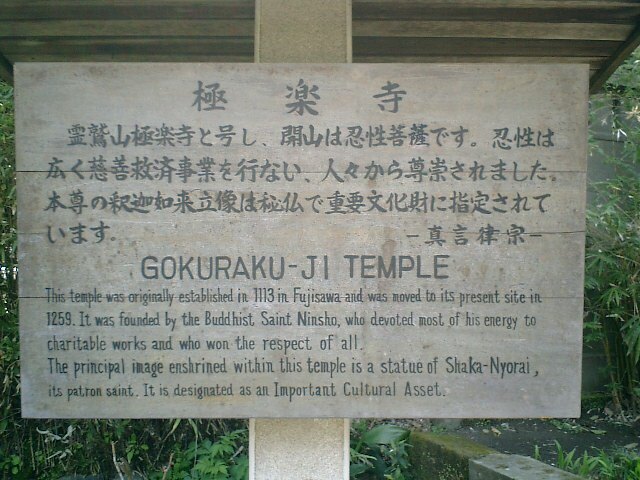 極楽寺
霊鷲山極楽寺と号し、開山は忍性菩薩です。忍性は
広く慈善救済事業を行ない、人々から尊崇されました。
本尊の釈迦如来立像は秘仏で重要文化財に指定されて
います。　―真言律宗―
GOKURAKU-JI TEMPLE
This temple was originally established in 1113 in Fujisawa and was moved to its present site in
1259. It was founded by the Buddhist Saint Ninsho, who devoted most of his energy to
charitable works and who won the respect of all.
The principal image enshrined within this temple is a statue of Shaka-Nyorai,
its patron saint. It is designated as an Important Cultural Asset.